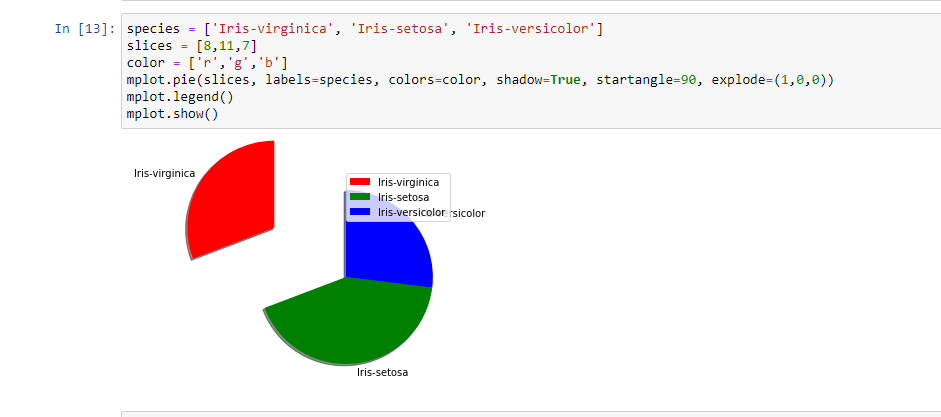 In [13]: species = ['Iris-virginica', 'Iris-setosa', 'Iris-versicolor']
slices = [8,11,7]
color = ['r','g','b']
mplot.pie(slices, labels=species, colors=color, shadow=True, startangle=90, explode=(1,0,0))
mplot.legend()
mplot.show()
Iris-virginica
Iris-virginica
Iris-setosa
Iris-versicolor ersicolor
Iris-setosa